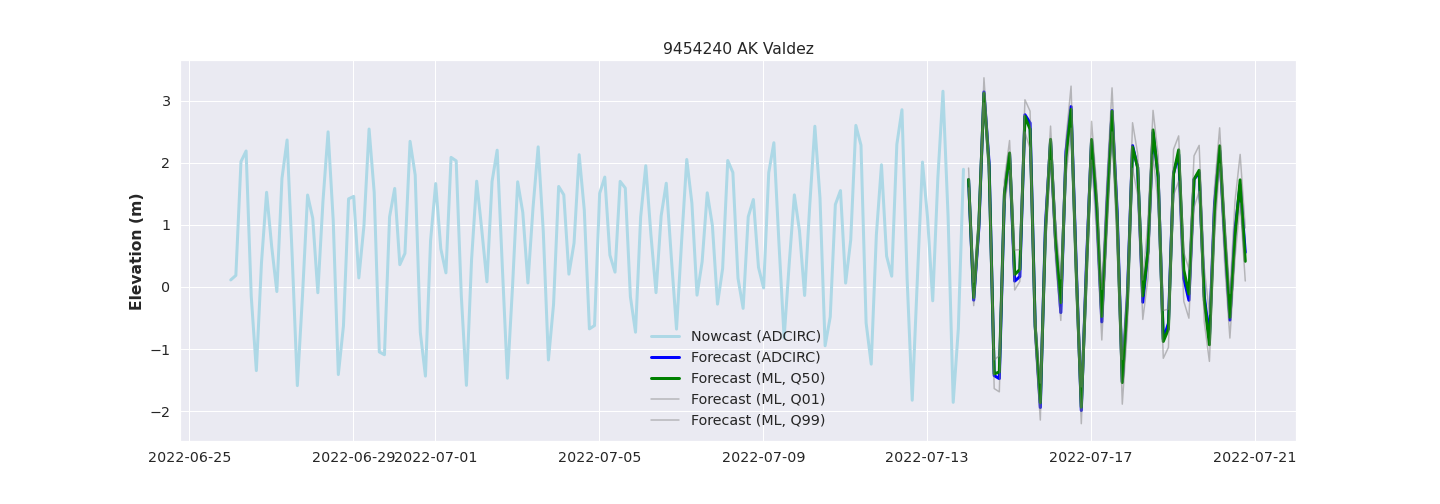 9454240 AK Valdez
Elevation (m)
3
2
1
0
−1
−2
Nowcast (ADCIRC)
Forecast (ADCIRC)
Forecast (ML, Q50)
Forecast (ML, Q01)
Forecast (ML, Q99)
2022-06-25 2022-06-29 2022-07-01 2022-07-05 2022-07-09 2022-07-13 2022-07-17 2022-07-21